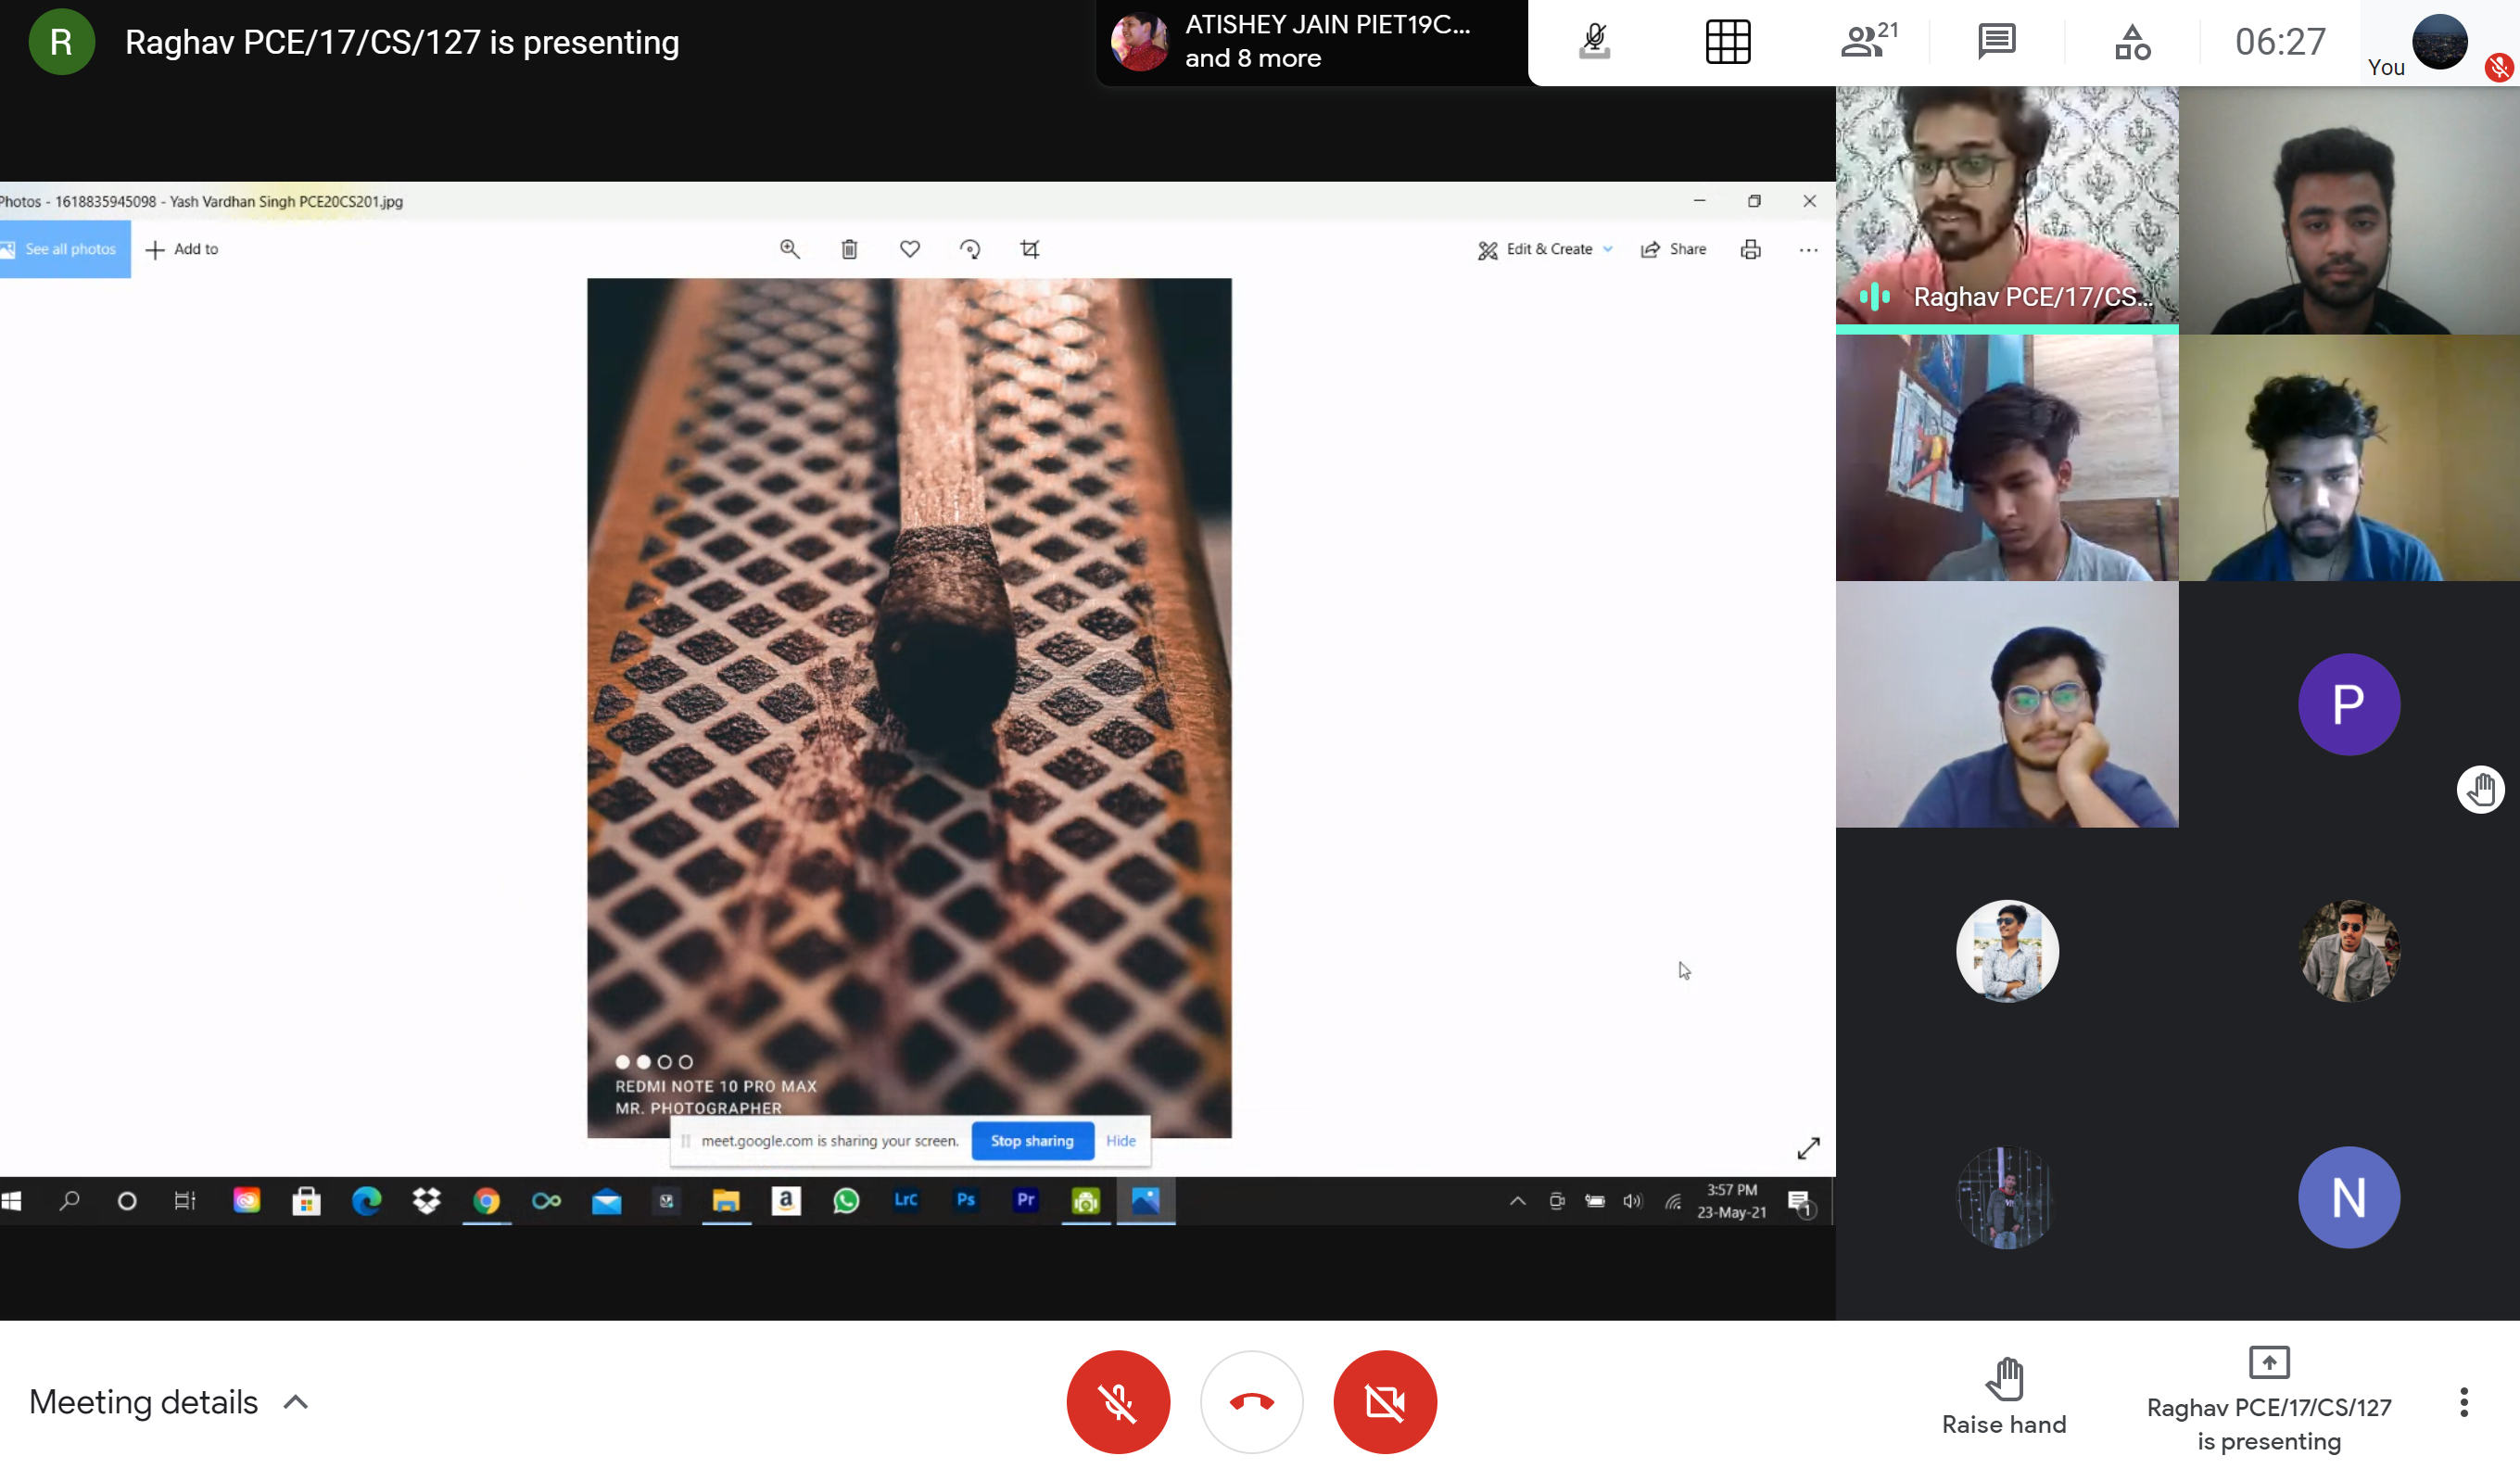 R
Raghav PCE/17/CS/127 is presenting
ATISHEY JAIN PIET19C...
and 8 more
21
06:27
You
Photos - 1618835945098 - Yash Vardhan Singh PCE20CS201.jpg
See all photos
Add to
Edit & Create
Share
Raghav PCE/17/CS...
P
REDMI NOTE 10 PRO MAX
MR. PHOTOGRAPHER
meet.google.com is sharing your screen.
Stop sharing
Hide
a
LrC
Ps
Pr
3:57 PM
23-May-21
1
N
Meeting details
Raise hand
Raghav PCE/17/CS/127
is presenting